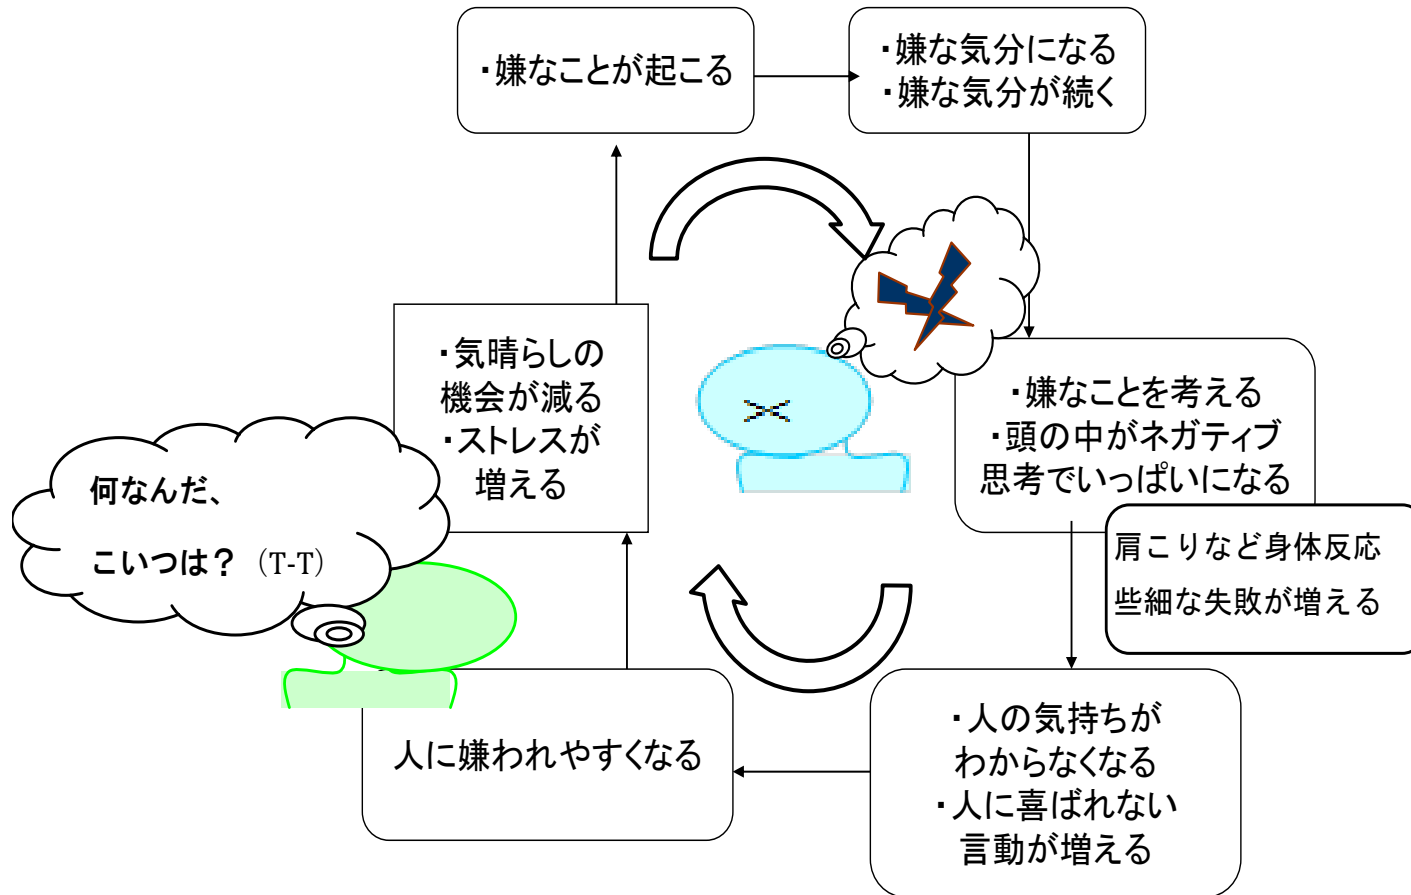 ・嫌なことが起こる
・嫌な気分になる
・嫌な気分が続く
・嫌なことを考える
・頭の中がネガティブ
思考でいっぱいになる
肩こりなど身体反応
些細な失敗が増える
・人の気持ちが
わからなくなる
・人に喜ばれない
言動が増える
人に嫌われやすくなる
・気晴らしの
機会が減る
・ストレスが
増える
何なんだ、
こいつは？（T-T）